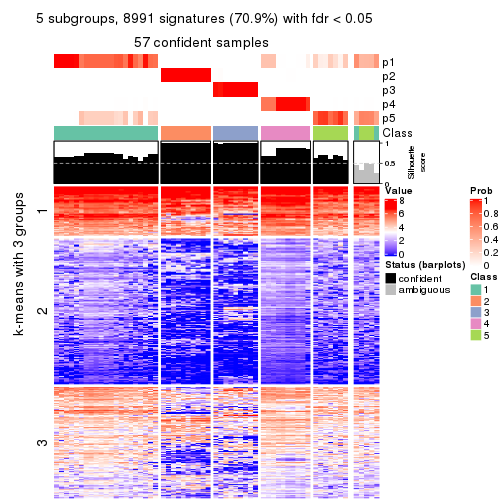 5 subgroups, 8991 signatures (70.9%) with fdr < 0.05
57 confident samples
p1
p2
p3
p4
p5
Class
1
0.5
0
Silhouette
score
k-means with 3 groups
1
2
3
Value
8
6
4
2
0
Status (barplots)
confident
ambiguous
Prob
1
0.8
0.6
0.4
0.2
0
Class
1
2
3
4
5